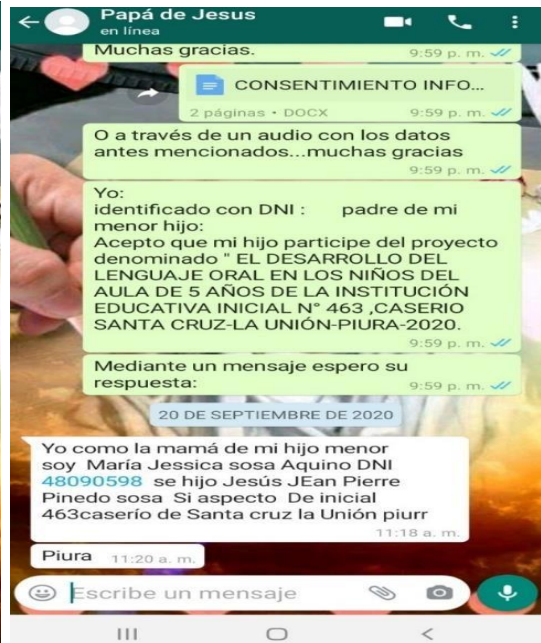 Papá de Jesus
en línea
Muchas gracias.
9:59 p. m.
CONSENTIMIENTO INFO...
2 páginas • DOCX 9:59 p. m.
O a través de un audio con los datos
antes mencionados...muchas gracias
9:59 p. m.
Yo:
identificado con DNI : padre de mi
menor hijo:
Acepto que mi hijo participe del proyecto
denominado " EL DESARROLLO DEL
LENGUAJE ORAL EN LOS NIÑOS DEL
AULA DE 5 AÑOS DE LA INSTITUCIÓN
EDUCATIVA INICIAL N° 463 ,CASERIO
SANTA CRUZ-LA UNIÓN-PIURA-2020.
9:59 p. m.
Mediante un mensaje espero su
respuesta:
9:59 p. m.
20 DE SEPTIEMBRE DE 2020
Yo como la mamá de mi hijo menor
soy María Jessica sosa Aquino DNI
48090598 se hijo Jesús JEan Pierre
Pinedo sosa Si aspecto De inicial
463caserío de Santa cruz la Unión piurr
11:18 a. m.
Piura 11:20 a. m.
Escribe un mensaje